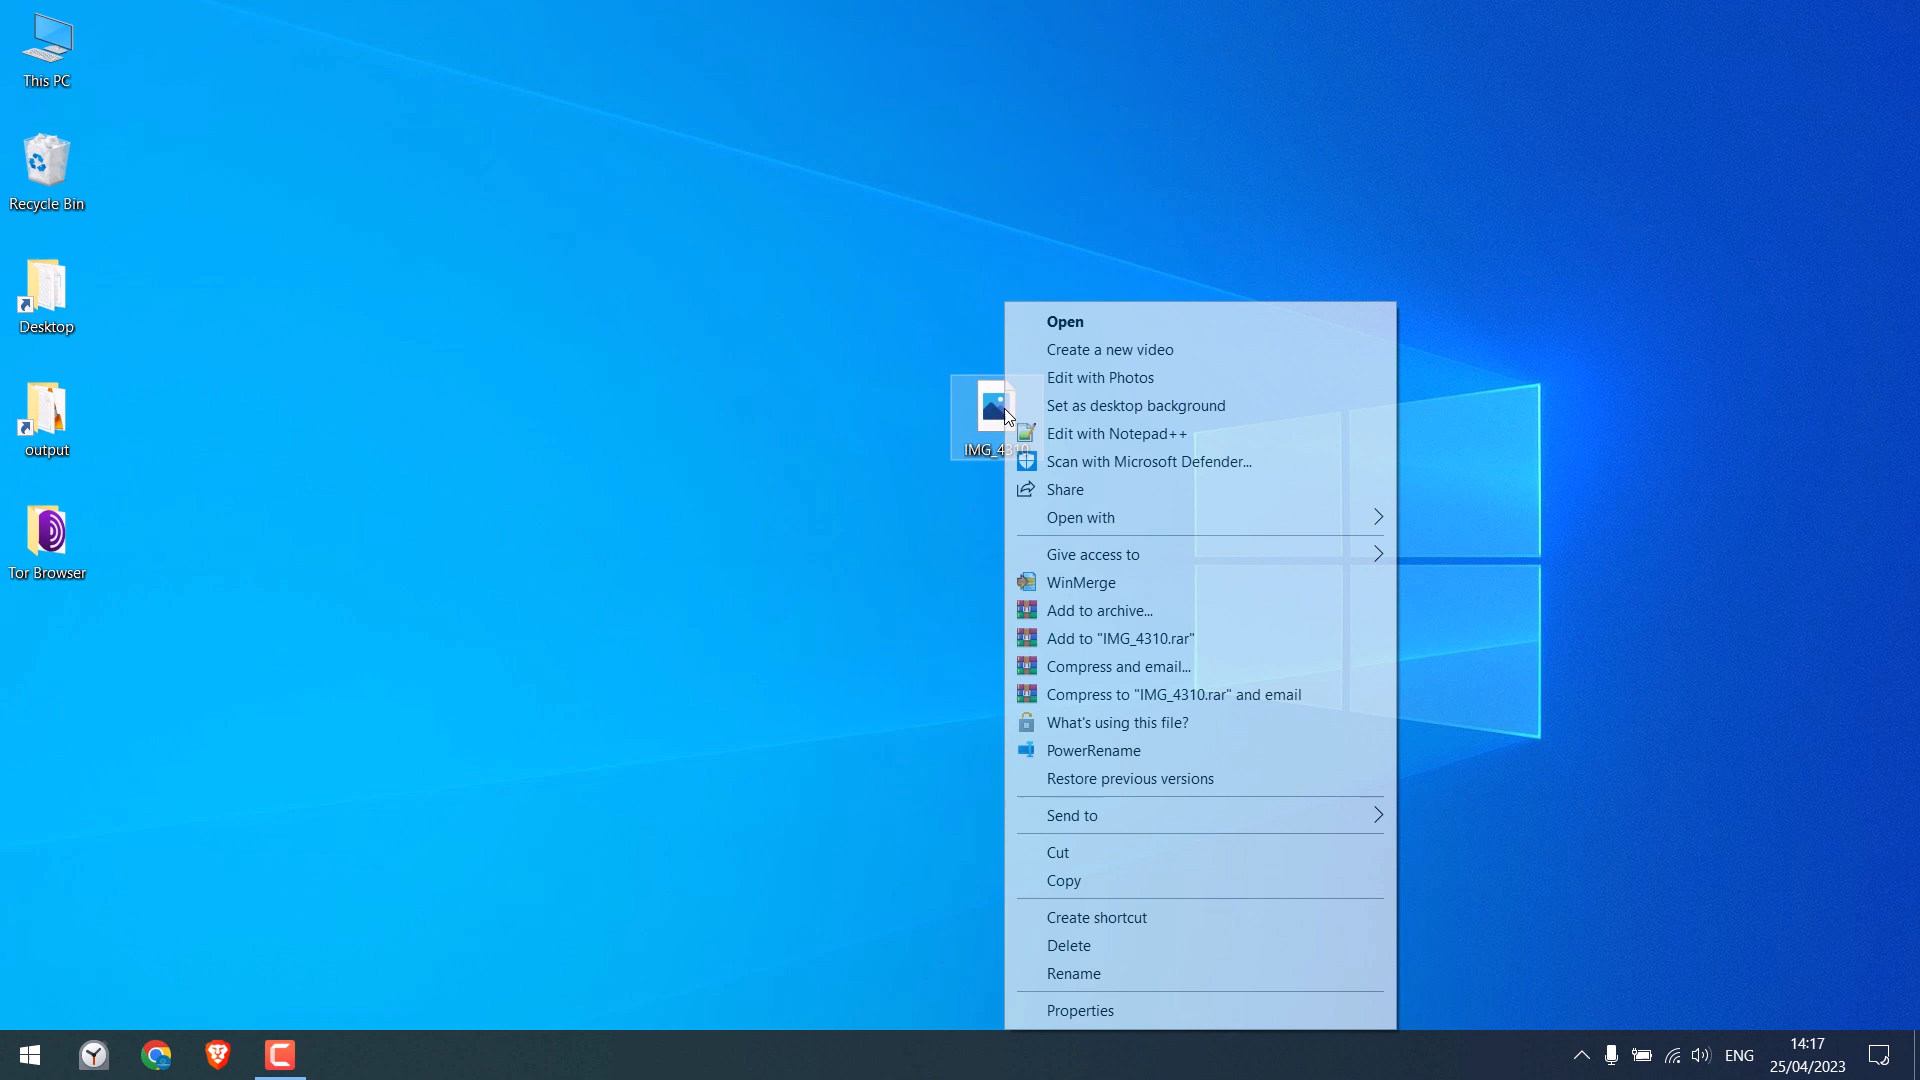 This PC
Recycle Bin
Desktop
output
Tor Browser
IMG_4310
Open
Create a new video
Edit with Photos
Set as desktop background
Edit with Notepad++
Scan with Microsoft Defender...
Share
Open with
Give access to
WinMerge
Add to archive...
Add to "IMG_4310.rar"
Compress and email...
Compress to "IMG_4310.rar" and email
What's using this file?
PowerRename
Restore previous versions
Send to
Cut
Copy
Create shortcut
Delete
Rename
Properties
ENG
14:17
25/04/2023